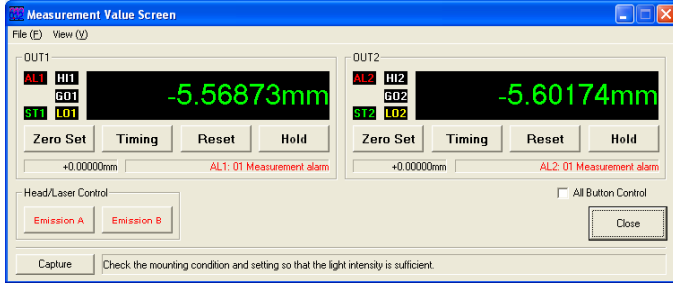 Measurement Value Screen
File (F) View (V)
OUT1
AL1 HI1
GO1
ST1 LO1
-5.56873mm
Zero Set Timing Reset Hold
+0.00000mm AL1: 01 Measurement alarm
OUT2
AL2 HI2
GO2
ST2 LO2
-5.60174mm
Zero Set Timing Reset Hold
+0.00000mm AL2: 01 Measurement alarm
Head/Laser Control
Emission A Emission B
All Button Control
Close
Capture Check the mounting condition and setting so that the light intensity is sufficient.